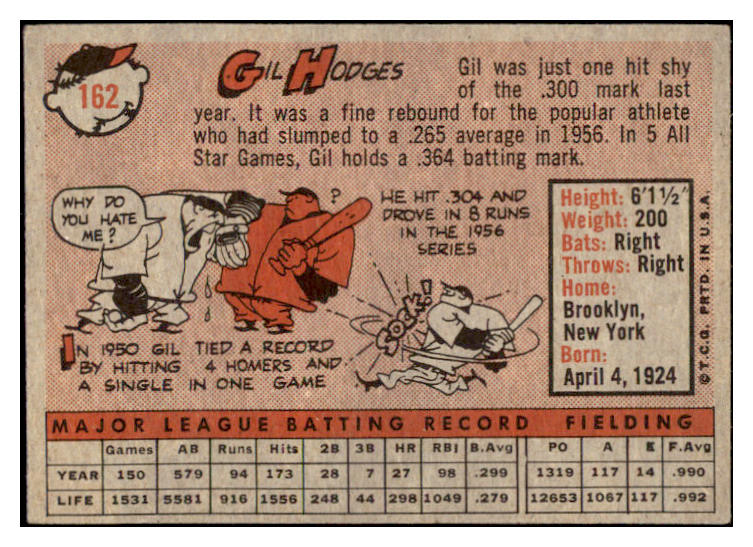 162
GIL HODGES
Gil was just one hit shy
of the .300 mark last
year. It was a fine rebound for the popular athlete
who had slumped to a .265 average in 1956. In 5 All
Star Games, Gil holds a .364 batting mark.
WHY DO
YOU HATE
ME?
?
HE HIT .304 AND
DROVE IN 8 RUNS
IN THE 1956
SERIES
SOCK!
IN 1950 GIL TIED A RECORD
BY HITTING 4 HOMERS AND
A SINGLE IN ONE GAME
Height: 6'1½"
Weight: 200
Bats: Right
Throws: Right
Home:
Brooklyn,
New York
Born:
April 4, 1924
© T.C.G. PRTD. IN U.S.A.
MAJOR LEAGUE BATTING RECORD FIELDING
Games AB Runs Hits 2B 3B HR RBI B.Avg PO A E F.Avg
YEAR 150 579 94 173 28 7 27 98 .299 1319 117 14 .990
LIFE 1531 5581 916 1556 248 44 298 1049 .279 12653 1067 117 .992